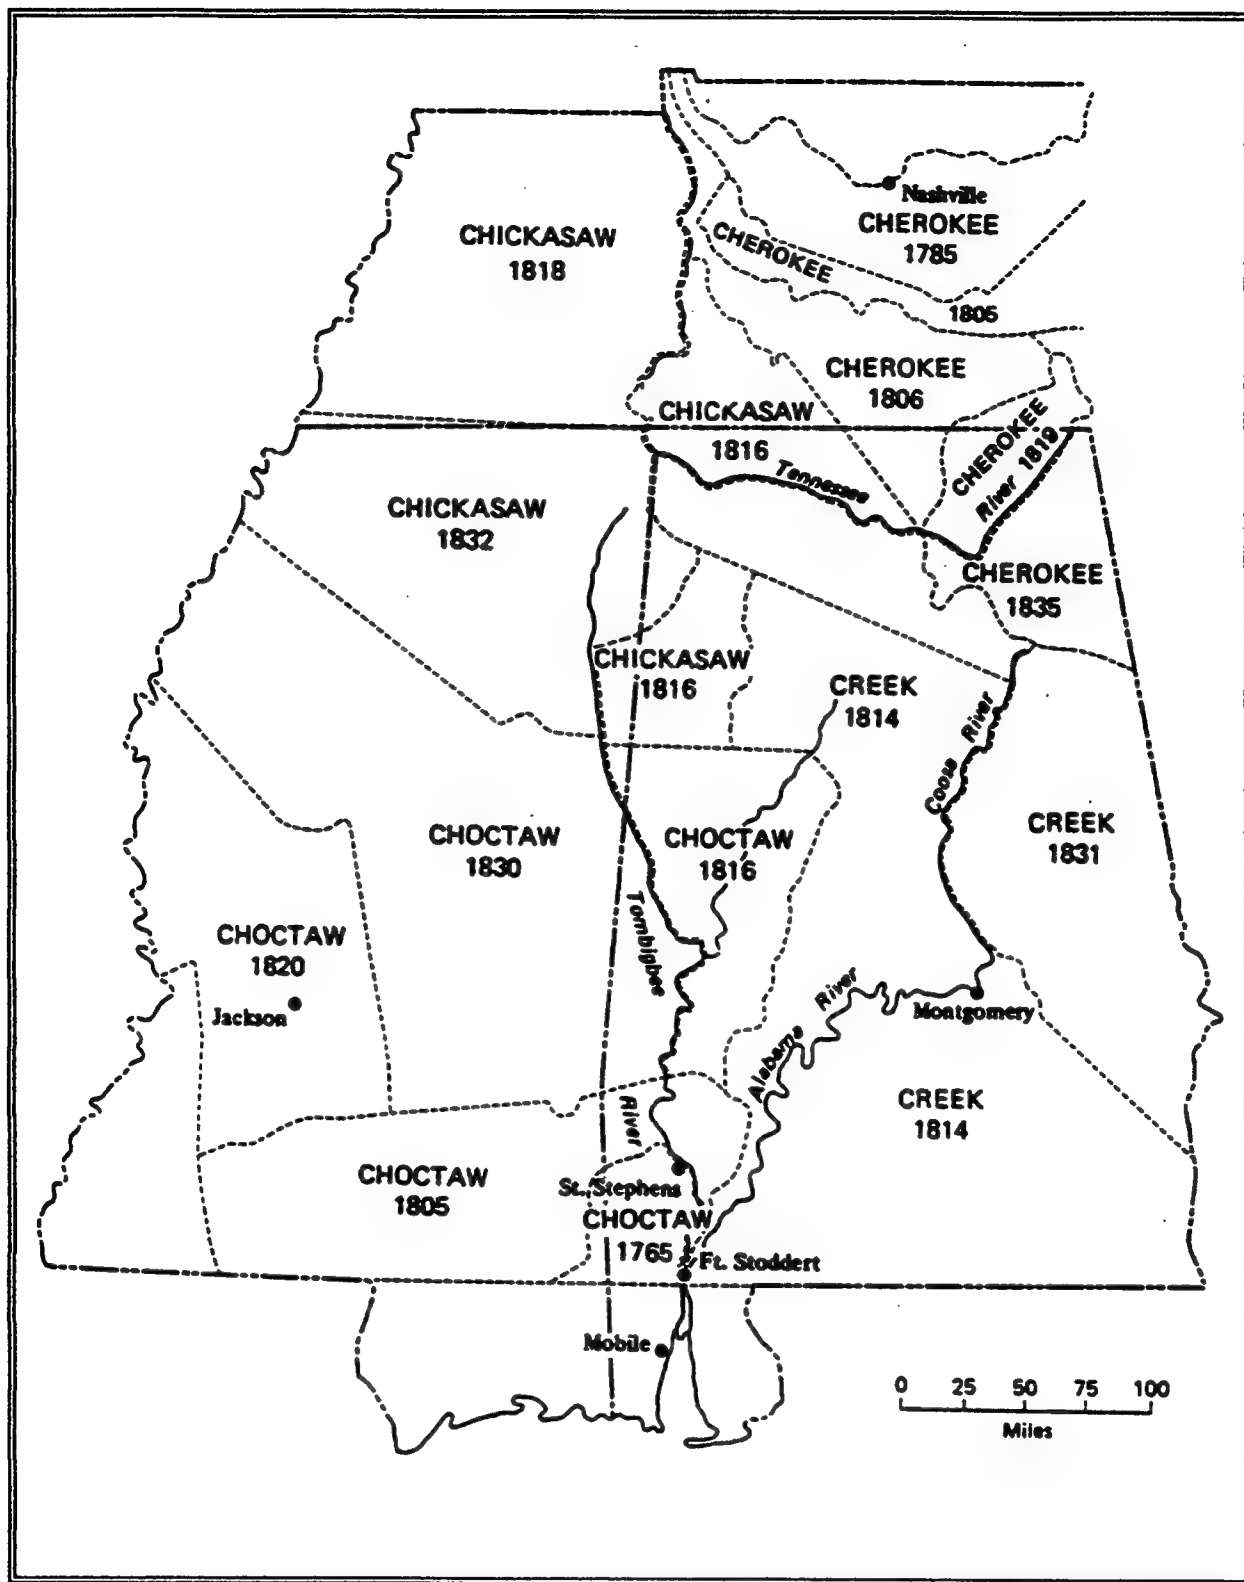 Nashville
CHEROKEE
1785
CHICKASAW
1818
CHEROKEE
1805
CHEROKEE
1806
CHICKASAW
1816
CHEROKEE
1819
Tennessee
River
CHICKASAW
1832
CHEROKEE
1835
CHICKASAW
1816
CREEK
1814
Coosa River
CHOCTAW
1830
CHOCTAW
1816
CREEK
1831
Tombigbee
River
CHOCTAW
1820
Jackson
Alabama River
Montgomery
CREEK
1814
CHOCTAW
1805
St. Stephens
CHOCTAW
1765
Ft. Stoddert
Mobile
0 25 50 75 100
Miles